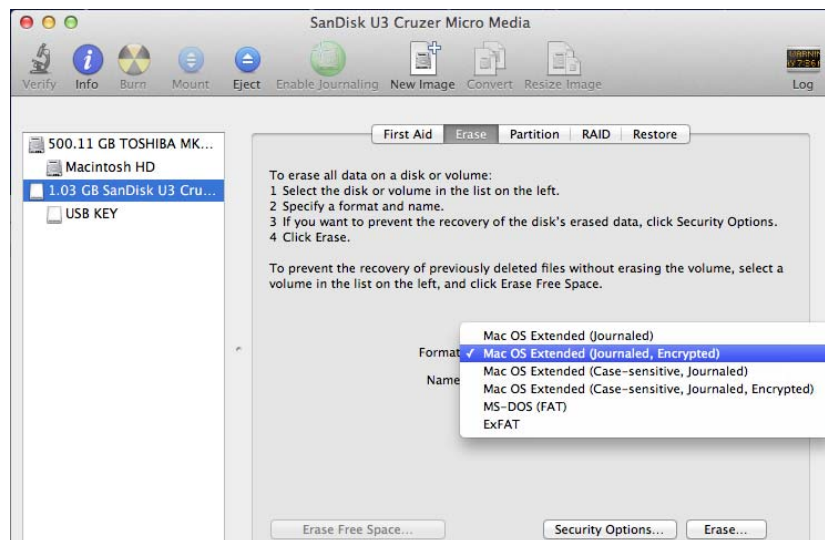 SanDisk U3 Cruzer Micro Media
Verify Info Burn Mount Eject Enable Journaling New Image Convert Resize Image Log
500.11 GB TOSHIBA MK...
Macintosh HD
1.03 GB SanDisk U3 Cru...
USB KEY
First Aid Erase Partition RAID Restore
To erase all data on a disk or volume:
1 Select the disk or volume in the list on the left.
2 Specify a format and name.
3 If you want to prevent the recovery of the disk's erased data, click Security Options.
4 Click Erase.
To prevent the recovery of previously deleted files without erasing the volume, select a
volume in the list on the left, and click Erase Free Space.
Format
Name
Mac OS Extended (Journaled)
✓ Mac OS Extended (Journaled, Encrypted)
Mac OS Extended (Case-sensitive, Journaled)
Mac OS Extended (Case-sensitive, Journaled, Encrypted)
MS-DOS (FAT)
ExFAT
Erase Free Space... Security Options... Erase...